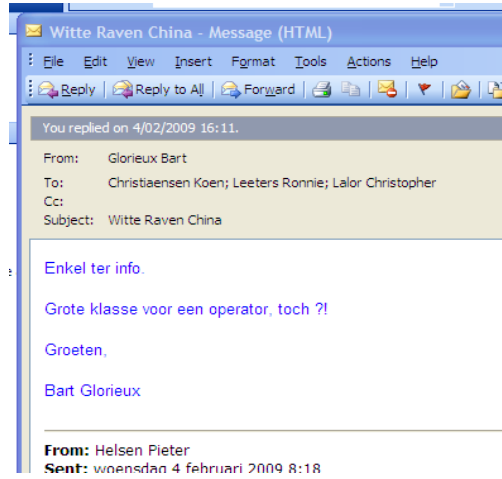 Witte Raven China - Message (HTML)
File Edit View Insert Format Tools Actions Help
Reply Reply to All Forward
You replied on 4/02/2009 16:11.
From: Glorieux Bart
To: Christiaensen Koen; Leeters Ronnie; Lalor Christopher
Cc:
Subject: Witte Raven China
Enkel ter info.
Grote klasse voor een operator, toch ?!
Groeten,
Bart Glorieux
From: Helsen Pieter
Sent: woensdag 4 februari 2009 8:18